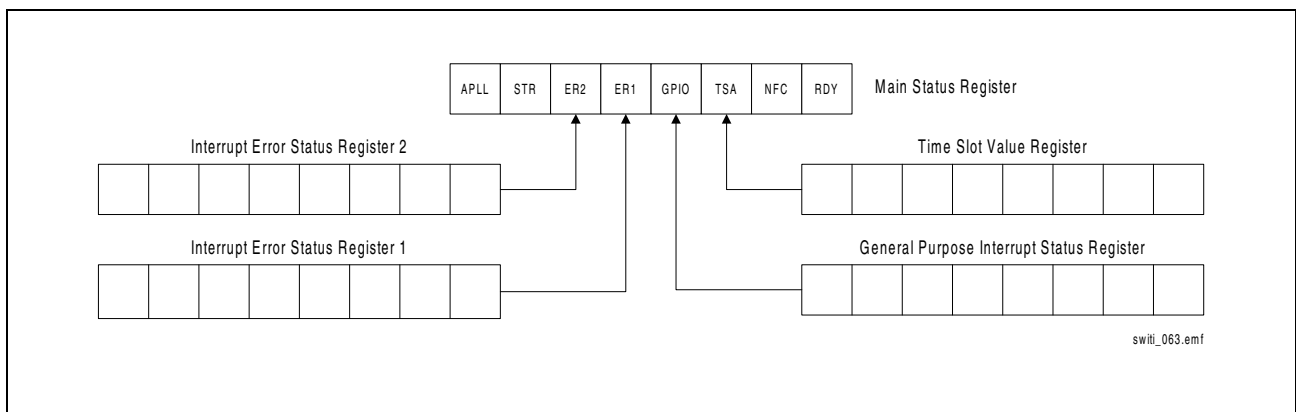 APLL STR ER2 ER1 GPIO TSA NFC RDY Main Status Register
Interrupt Error Status Register 2
Time Slot Value Register
Interrupt Error Status Register 1
General Purpose Interrupt Status Register
switi_063.emf